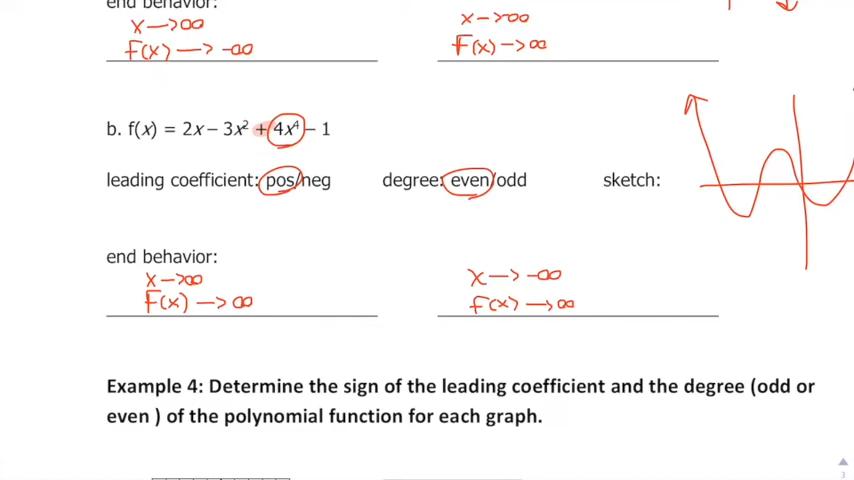 end behavior:
x —> ∞ x —> ∞
f(x) —> -∞ f(x) —> ∞
b. f(x) = 2x – 3x² + 4x⁴ – 1
leading coefficient: pos/neg degree: even/odd sketch:
end behavior:
x —> ∞ x —> -∞
f(x) —> ∞ f(x) —> ∞
Example 4: Determine the sign of the leading coefficient and the degree (odd or
even ) of the polynomial function for each graph.
3